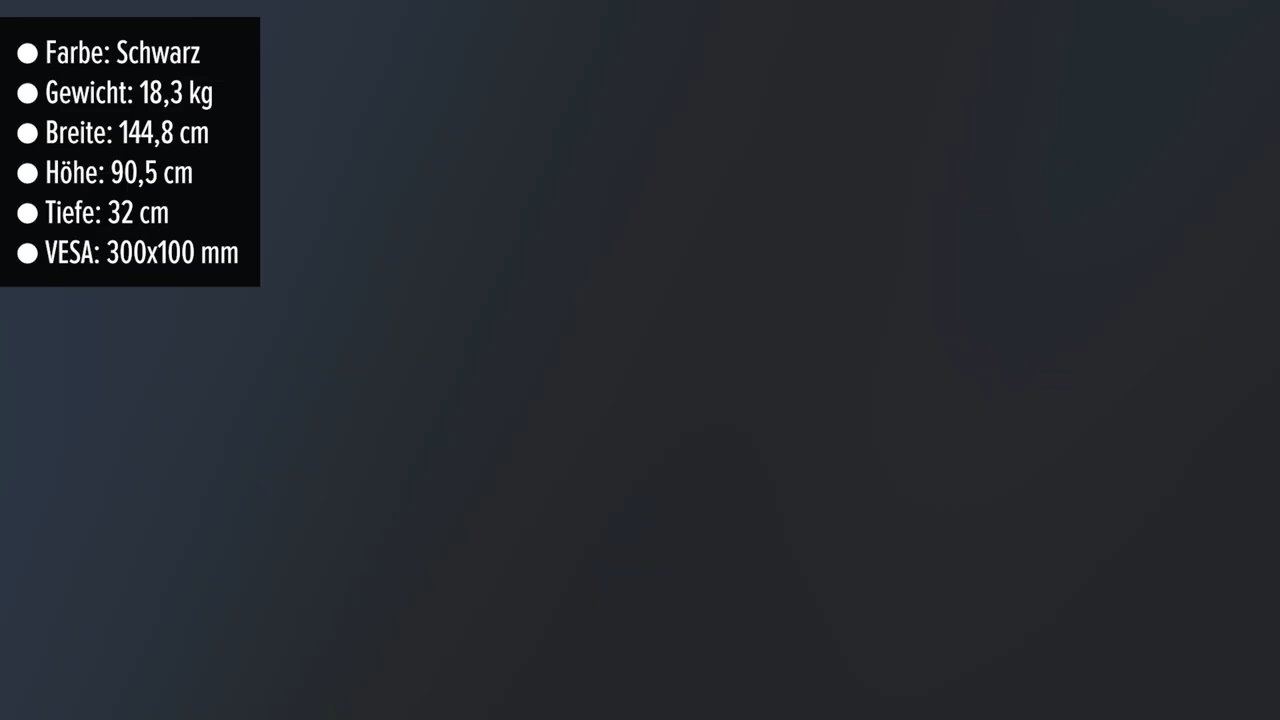 ● Farbe: Schwarz
● Gewicht: 18,3 kg
● Breite: 144,8 cm
● Höhe: 90,5 cm
● Tiefe: 32 cm
● VESA: 300x100 mm